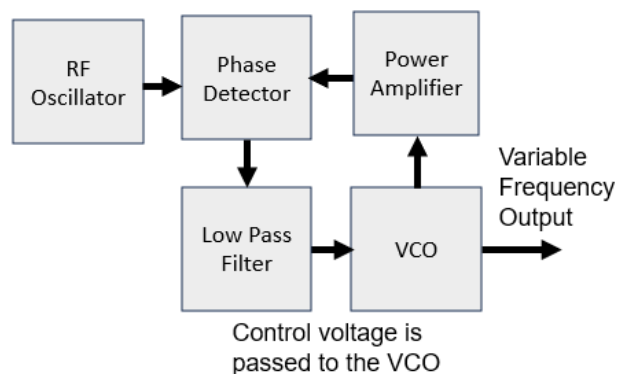 RF
Oscillator
Phase
Detector
Power
Amplifier
Variable
Frequency
Output
Low Pass
Filter
VCO
Control voltage is
passed to the VCO